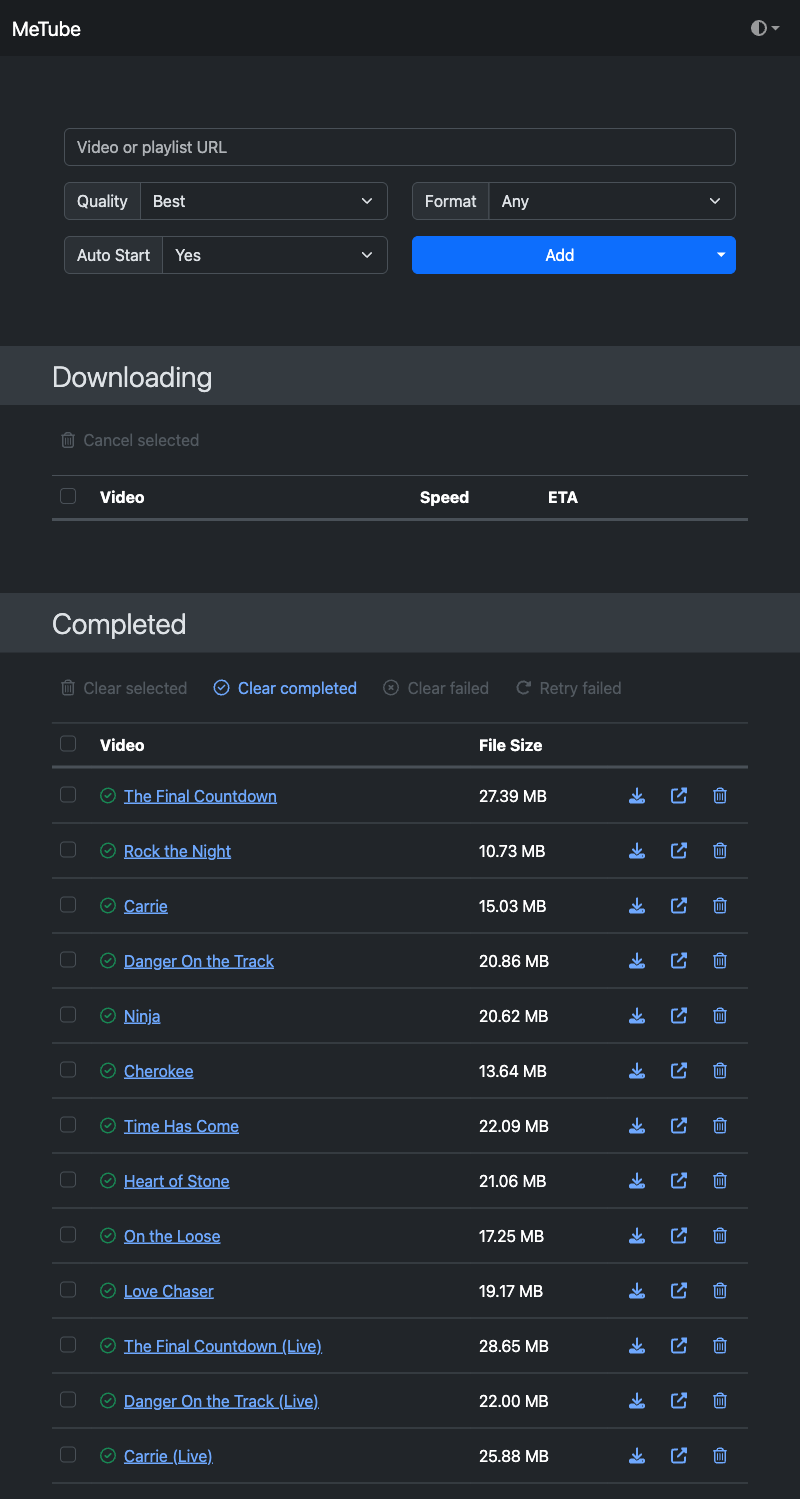 MeTube
Video or playlist URL
Quality Best Format Any
Auto Start Yes Add
Downloading
Cancel selected
Video Speed ETA
Completed
Clear selected Clear completed Clear failed Retry failed
Video File Size
The Final Countdown 27.39 MB
Rock the Night 10.73 MB
Carrie 15.03 MB
Danger On the Track 20.86 MB
Ninja 20.62 MB
Cherokee 13.64 MB
Time Has Come 22.09 MB
Heart of Stone 21.06 MB
On the Loose 17.25 MB
Love Chaser 19.17 MB
The Final Countdown (Live) 28.65 MB
Danger On the Track (Live) 22.00 MB
Carrie (Live) 25.88 MB